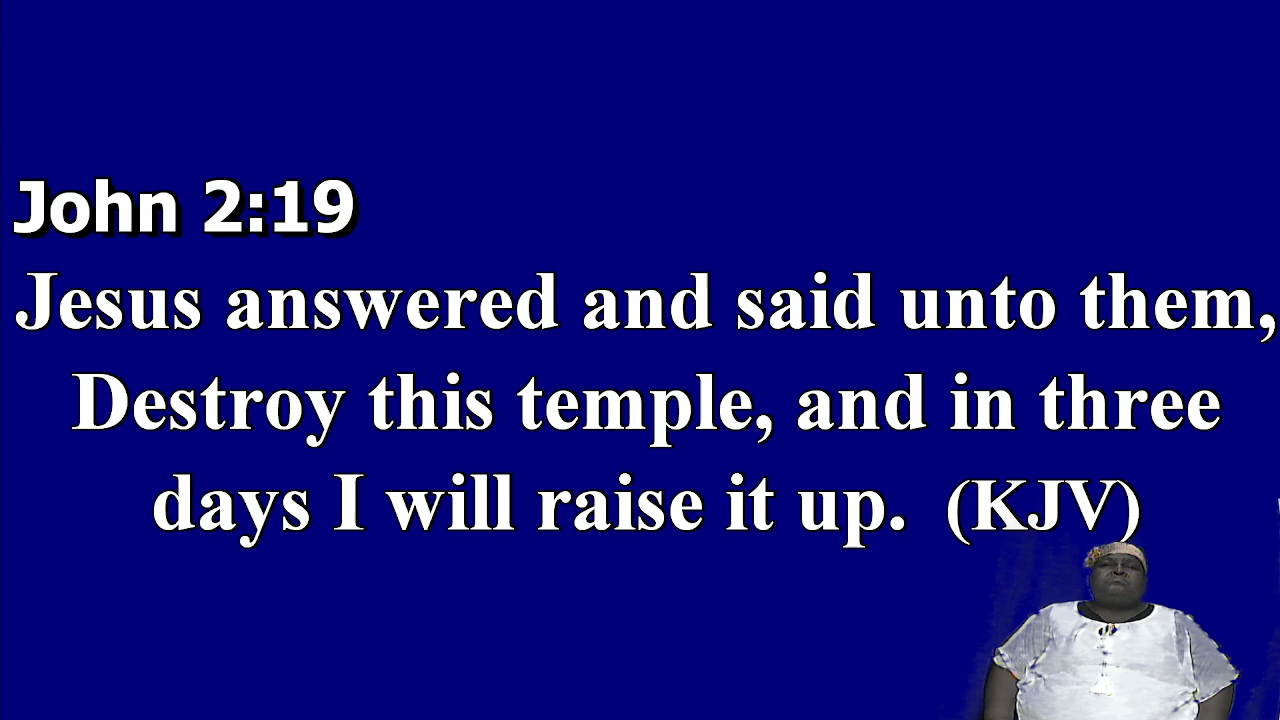 John 2:19
Jesus answered and said unto them,
Destroy this temple, and in three
days I will raise it up.  (KJV)